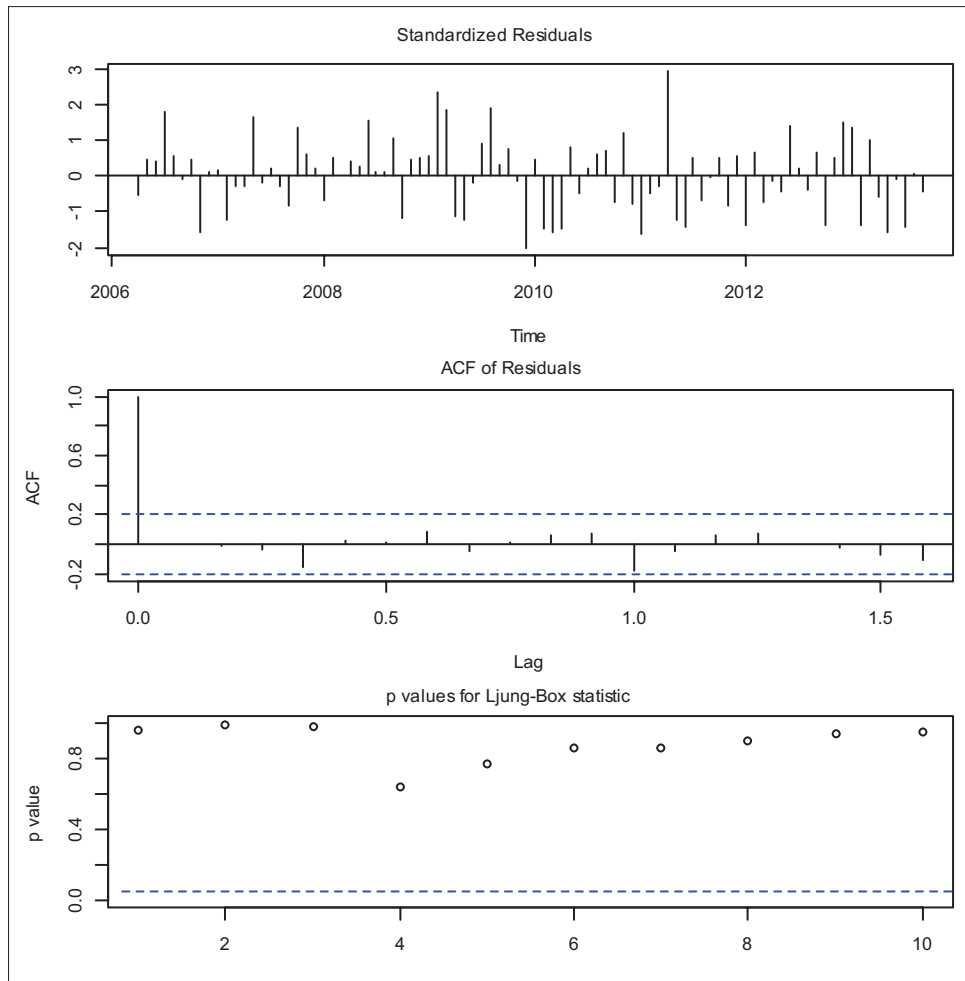 Standardized Residuals
3
2
1
0
-1
-2
2006 2008 2010 2012
Time
ACF of Residuals
ACF
1.0
0.6
0.2
-0.2
0.0 0.5 1.0 1.5
Lag
p values for Ljung-Box statistic
p value
0.8
0.4
0.0
2 4 6 8 10